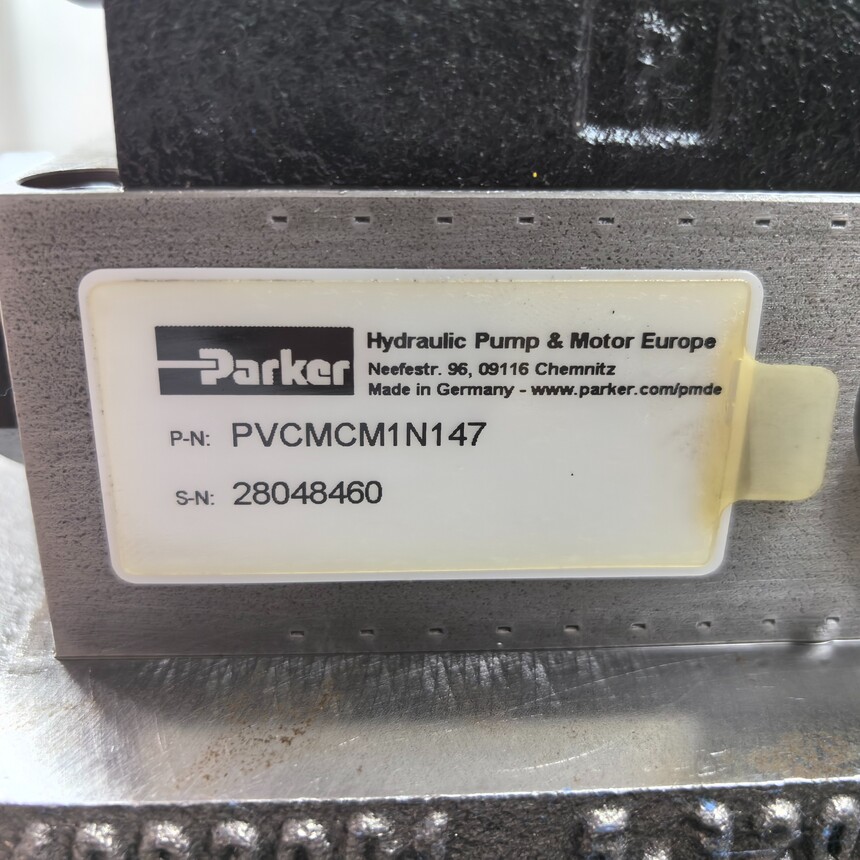 Parker
Hydraulic Pump & Motor Europe
Neefestr. 96, 09116 Chemnitz
Made in Germany - www.parker.com/pmde
P-N: PVCMCM1N147
S-N: 28048460